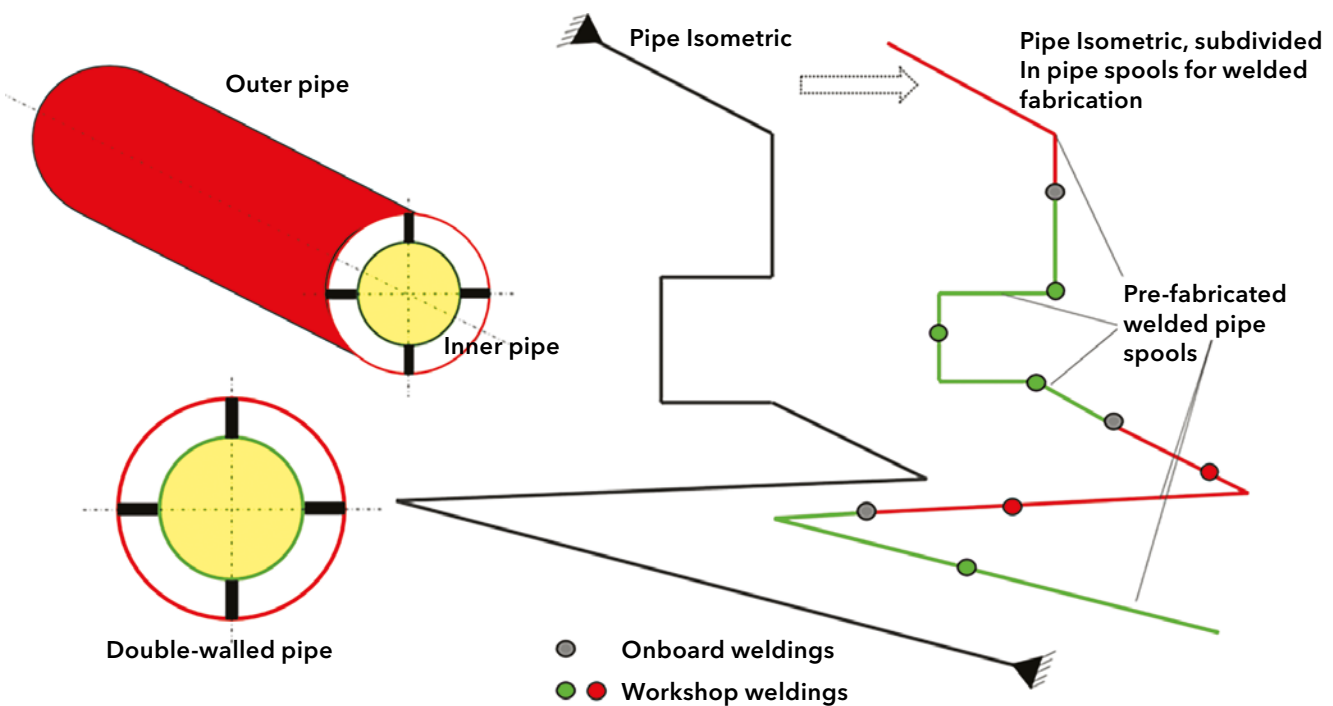 Outer pipe
Pipe Isometric
Pipe Isometric, subdivided
In pipe spools for welded
fabrication
Inner pipe
Pre-fabricated
welded pipe
spools
Double-walled pipe
Onboard weldings
Workshop weldings